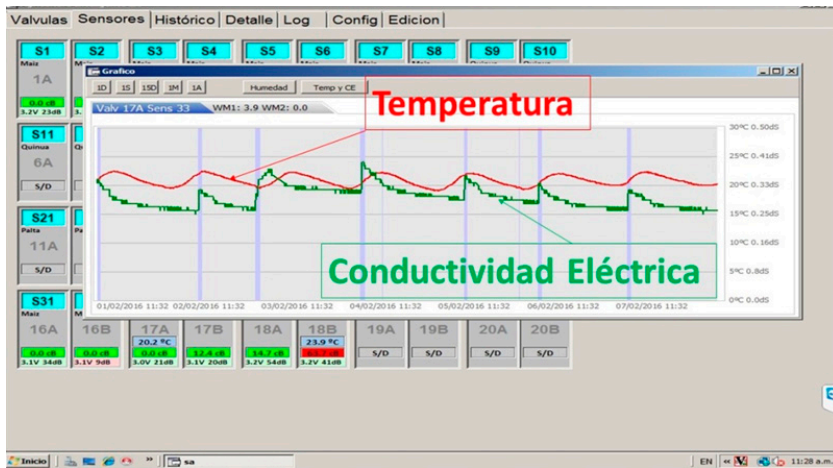 Valvulas Sensores Histórico Detalle Log Config Edicion
S1 S2 S3 S4 S5 S6 S7 S8 S9 S10
Maiz
1A
0.0 cB
3.2V 23dB
Grafico
1D 1S 15D 1M 1A Humedad Temp y CE
Valv 17A Sens 33 WM1: 3.9 WM2: 0.0
Temperatura
30ºC 0.50dS
25ºC 0.41dS
20ºC 0.33dS
15ºC 0.25dS
10ºC 0.16dS
5ºC 0.8dS
0ºC 0.0dS
Conductividad Eléctrica
01/02/2016 11:32 02/02/2016 11:32 03/02/2016 11:32 04/02/2016 11:32 05/02/2016 11:32 06/02/2016 11:32 07/02/2016 11:32
S11
Quinua
6A
S/D
S21
Palta
11A
S/D
S31
Maiz
16A 16B 17A 17B 18A 18B 19A 19B 20A 20B
20.2 ºC 23.9 ºC
0.0 cB 0.0 cB 0.0 cB 12.4 cB 14.7 cB S/D S/D S/D S/D
3.1V 34dB 3.1V 9dB 3.0V 21dB 3.1V 20dB 3.2V 54dB 3.2V 41dB
Inicio » sa EN « 11:28 a.m.